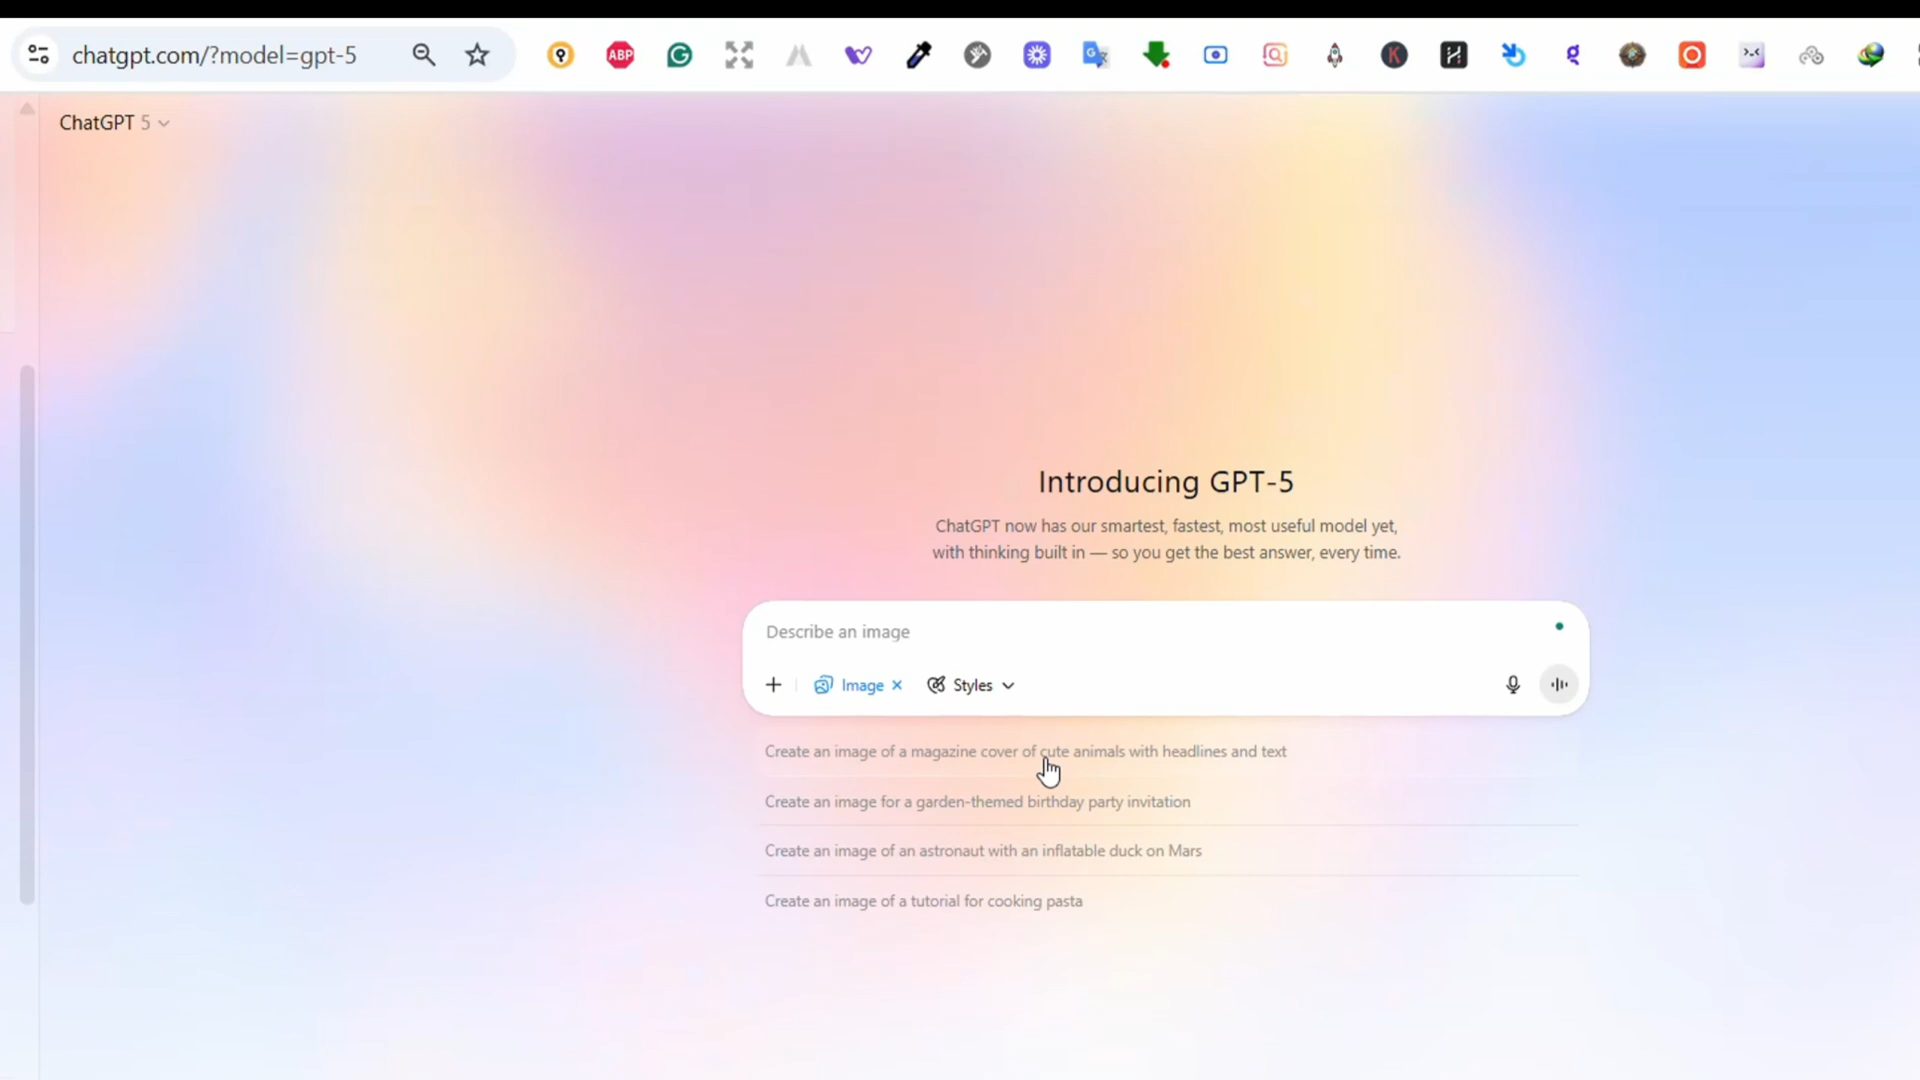 chatgpt.com/?model=gpt-5
ABP
ChatGPT 5
Introducing GPT-5
ChatGPT now has our smartest, fastest, most useful model yet,
with thinking built in — so you get the best answer, every time.
Describe an image
Image
Styles
Create an image of a magazine cover of cute animals with headlines and text
Create an image for a garden-themed birthday party invitation
Create an image of an astronaut with an inflatable duck on Mars
Create an image of a tutorial for cooking pasta